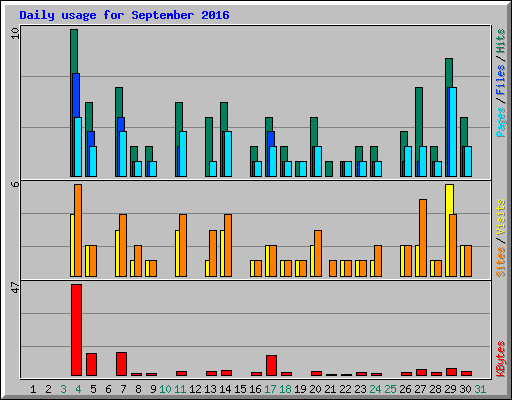 Daily usage for September 2016
10
Pages/Files/Hits
6
Sites/Visits
47
KBytes
1 2 3 4 5 6 7 8 9 10 11 12 13 14 15 16 17 18 19 20 21 22 23 24 25 26 27 28 29 30 31